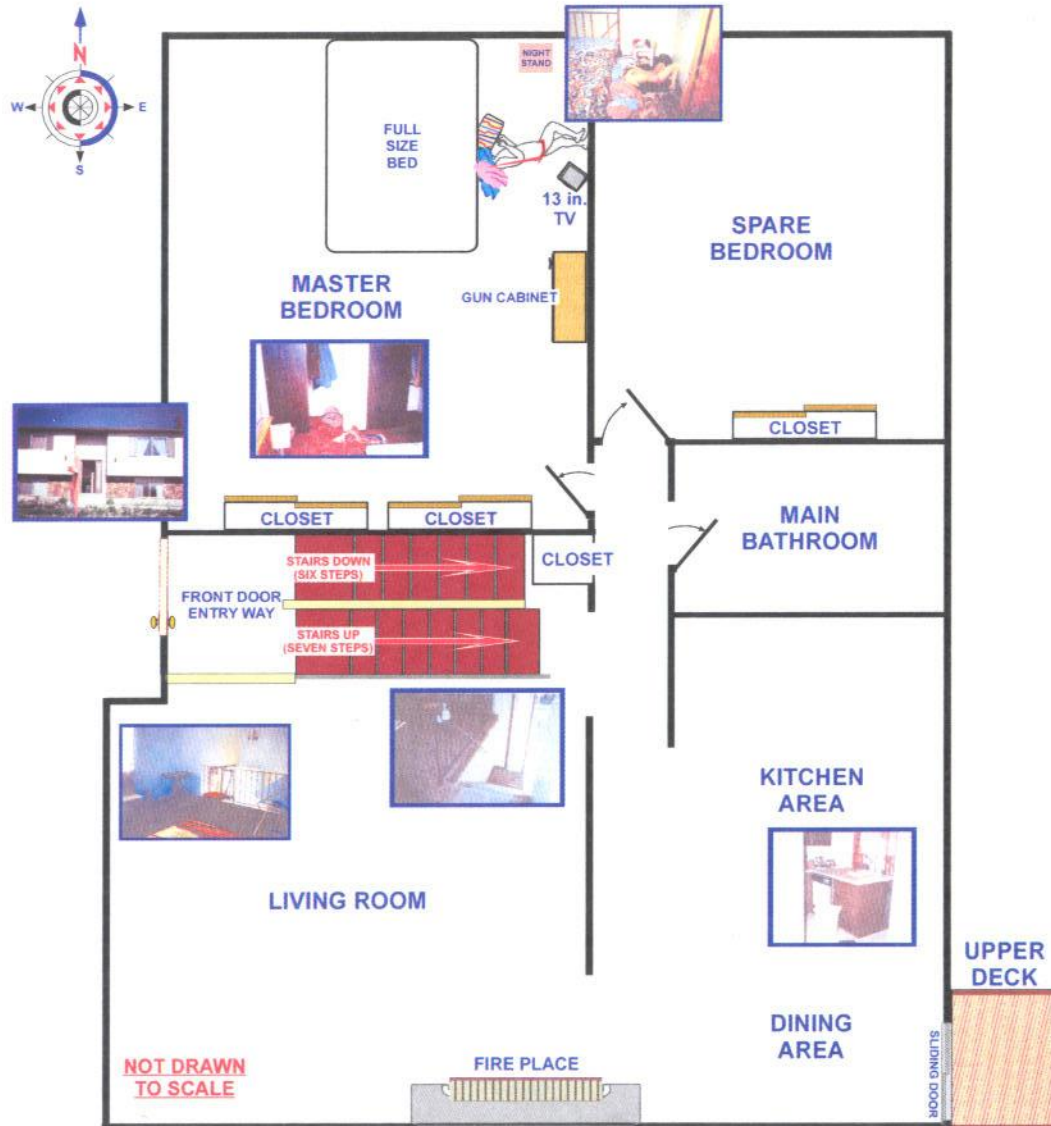 N
W
E
S
NIGHT
STAND
FULL
SIZE
BED
13 in.
TV
SPARE
BEDROOM
MASTER
BEDROOM
GUN CABINET
CLOSET
CLOSET
CLOSET
MAIN
BATHROOM
CLOSET
STAIRS DOWN
(SIX STEPS)
FRONT DOOR
ENTRY WAY
STAIRS UP
(SEVEN STEPS)
KITCHEN
AREA
LIVING ROOM
UPPER
DECK
DINING
AREA
SLIDING DOOR
NOT DRAWN
TO SCALE
FIRE PLACE